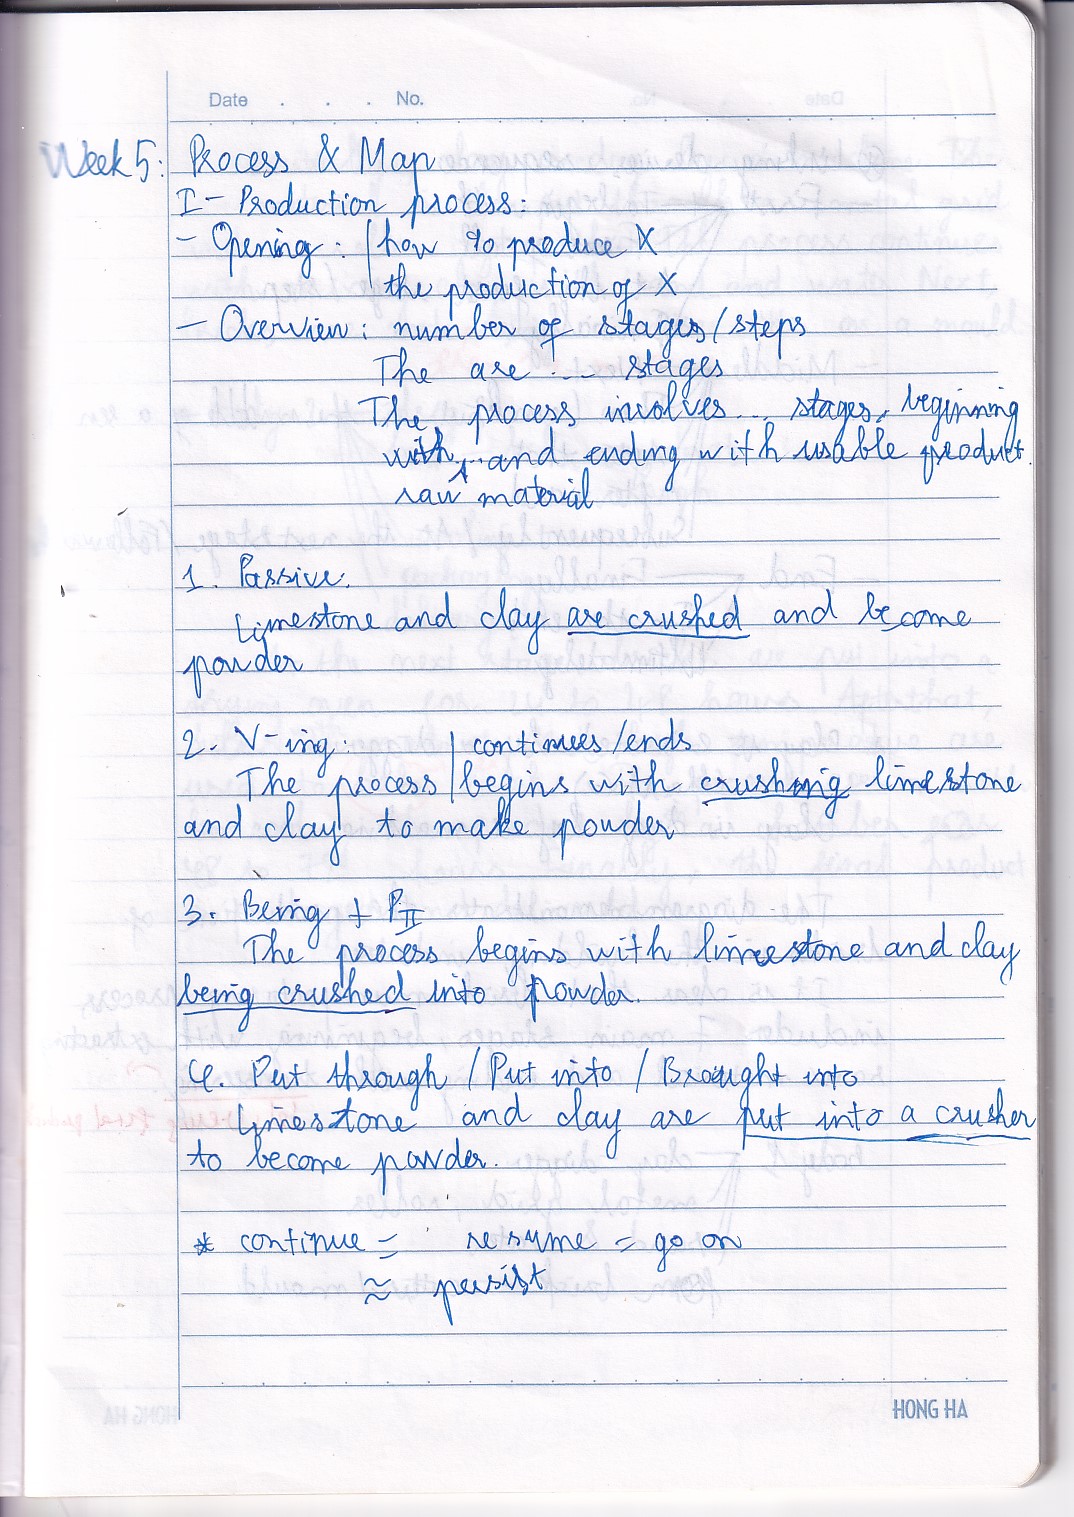 Date . . . No.
Week 5: Process & Map
I - Production process:
- Opening: how to produce X
the production of X
- Overview: number of stages/steps
The are ... stages
The process involves... stages, beginning
with ^ and ending with usable product.
raw material
1. Passive.
Limestone and clay are crushed and become
powder
2. V-ing: continues/ends
The process begins with crushing limestone
and clay to make powder
3. Being + PII
The process begins with limestone and clay
being crushed into powder.
4. Put through / Put into / Brought into
Limestone and clay are put into a crusher
to become powder.
* continue = resume = go on
≈ persist
HONG HA